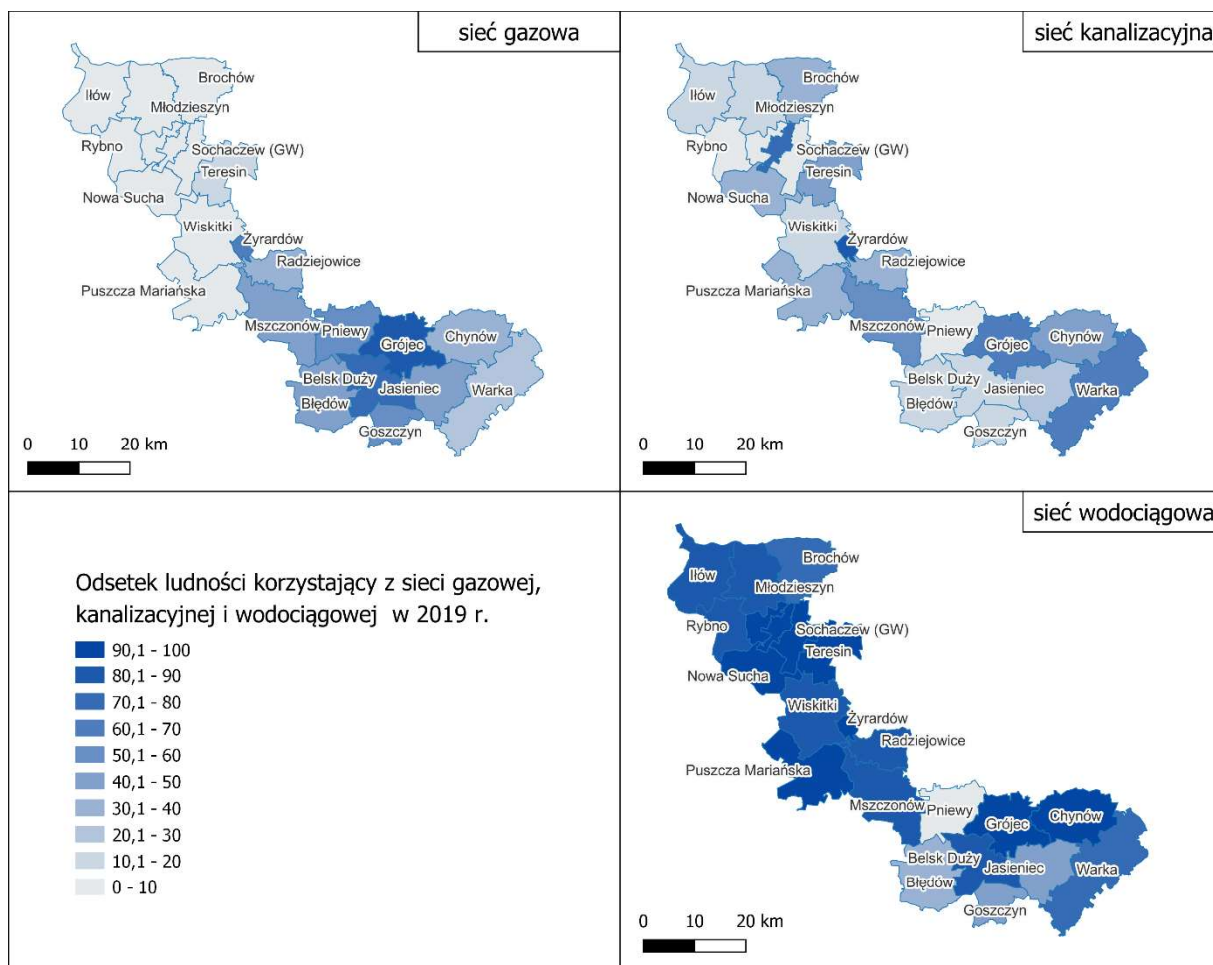 sieć gazowa
Brochów
Iłów
Młodzieszyn
Rybno
Sochaczew (GW)
Teresin
Nowa Sucha
Wiskitki
Żyrardów
Radziejowice
Puszcza Mariańska
Mszczonów
Pniewy
Chynów
Grójec
Belsk Duży
Jasieniec
Warka
Błędów
Goszczyn
0 10 20 km
sieć kanalizacyjna
Brochów
Iłów
Młodzieszyn
Rybno
Sochaczew (GW)
Teresin
Nowa Sucha
Wiskitki
Żyrardów
Radziejowice
Puszcza Mariańska
Mszczonów
Pniewy
Chynów
Grójec
Belsk Duży
Jasieniec
Warka
Błędów
Goszczyn
0 10 20 km
Odsetek ludności korzystający z sieci gazowej,
kanalizacyjnej i wodociągowej w 2019 r.
90,1 - 100
80,1 - 90
70,1 - 80
60,1 - 70
50,1 - 60
40,1 - 50
30,1 - 40
20,1 - 30
10,1 - 20
0 - 10
sieć wodociągowa
Brochów
Iłów
Młodzieszyn
Rybno
Sochaczew (GW)
Teresin
Nowa Sucha
Wiskitki
Żyrardów
Radziejowice
Puszcza Mariańska
Mszczonów
Pniewy
Chynów
Grójec
Belsk Duży
Jasieniec
Warka
Błędów
Goszczyn
0 10 20 km